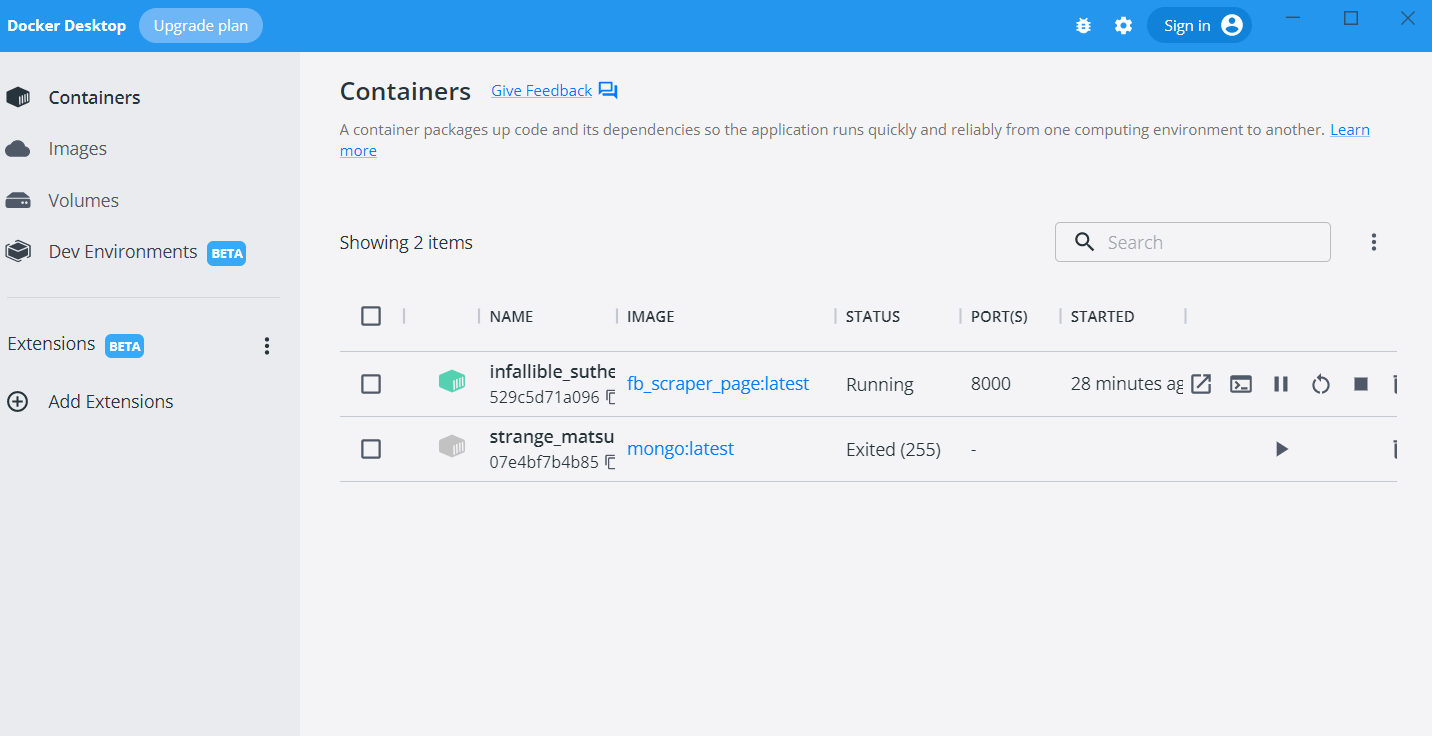 Docker Desktop Upgrade plan Sign in
Containers
Images
Volumes
Dev Environments BETA
Extensions BETA
Add Extensions
Containers Give Feedback
A container packages up code and its dependencies so the application runs quickly and reliably from one computing environment to another. Learn
more
Showing 2 items Search
NAME IMAGE STATUS PORT(S) STARTED
infallible_suthe
529c5d71a096 fb_scraper_page:latest Running 8000 28 minutes ag
strange_matsu
07e4bf7b4b85 mongo:latest Exited (255) -